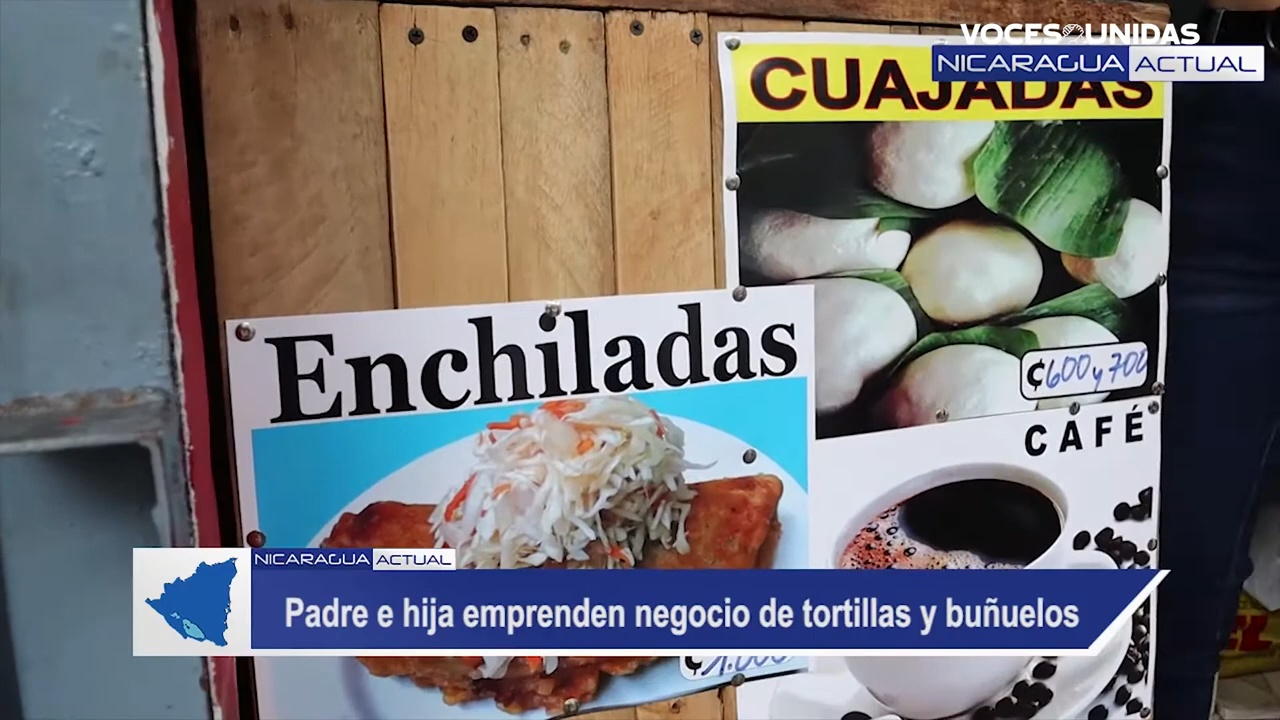 VOCES UNIDAS
NICARAGUA ACTUAL
CUAJADAS
₡600 y 700
Enchiladas
CAFÉ
NICARAGUA ACTUAL
Padre e hija emprenden negocio de tortillas y buñuelos